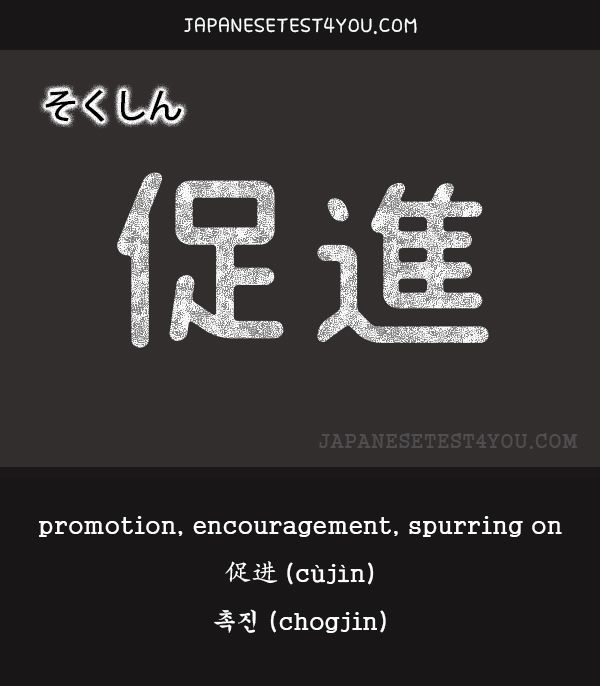 JAPANESETEST4YOU.COM
そくしん
促進
JAPANESETEST4YOU.COM
promotion, encouragement, spurring on
促进 (cùjìn)
촉진 (chogjin)